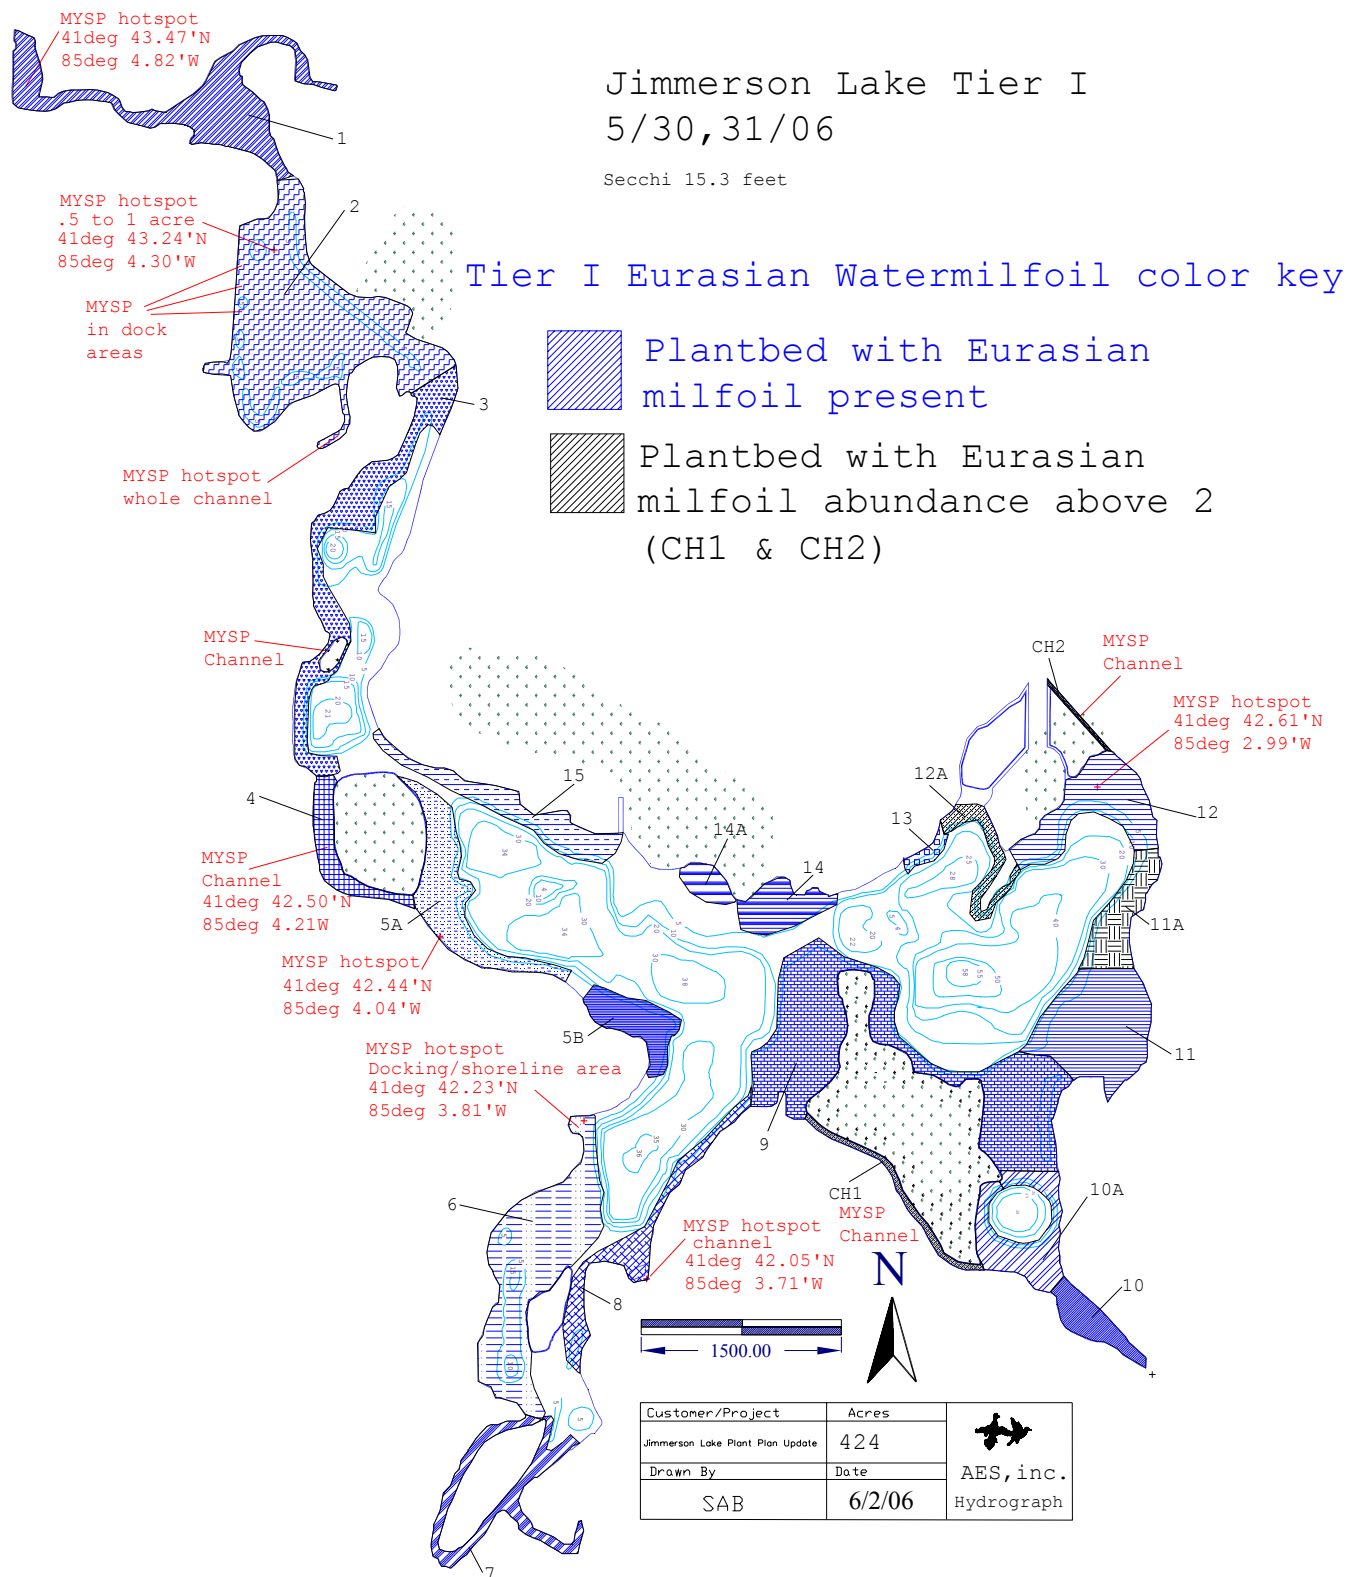 MYSP hotspot
41deg 43.47'N
85deg 4.82'W
1
Jimmerson Lake Tier I
5/30,31/06
Secchi 15.3 feet
MYSP hotspot
.5 to 1 acre
41deg 43.24'N
85deg 4.30'W
2
MYSP
in dock
areas
Tier I Eurasian Watermilfoil color key
Plantbed with Eurasian
milfoil present
Plantbed with Eurasian
milfoil abundance above 2
(CH1 & CH2)
3
MYSP hotspot
whole channel
MYSP
Channel
CH2
MYSP
Channel
MYSP hotspot
41deg 42.61'N
85deg 2.99'W
4
15
12A
12
13
14A
14
MYSP
Channel
41deg 42.50'N
85deg 4.21'W
5A
11A
MYSP hotspot
41deg 42.44'N
85deg 4.04'W
5B
11
MYSP hotspot
Docking/shoreline area
41deg 42.23'N
85deg 3.81'W
9
6
CH1
MYSP
Channel
10A
MYSP hotspot
channel
41deg 42.05'N
85deg 3.71'W
N
8
10
1500.00
Customer/Project
Acres
Jimmerson Lake Plant Plan Update
424
Drawn By
Date
SAB
6/2/06
AES, inc.
Hydrograph
7